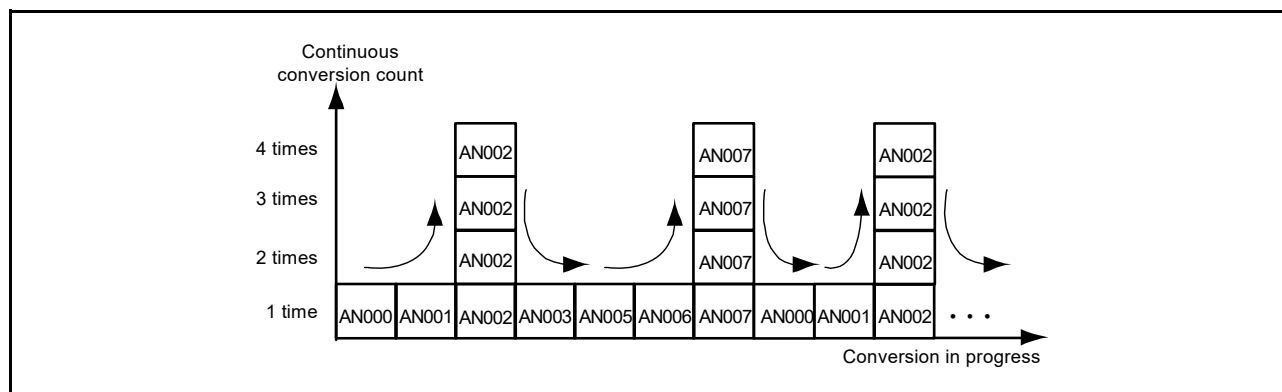 Continuous
conversion count
4 times AN002 AN007 AN002
3 times AN002 AN007 AN002
2 times AN002 AN007 AN002
1 time AN000 AN001 AN002 AN003 AN005 AN006 AN007 AN000 AN001 AN002 • • •
Conversion in progress